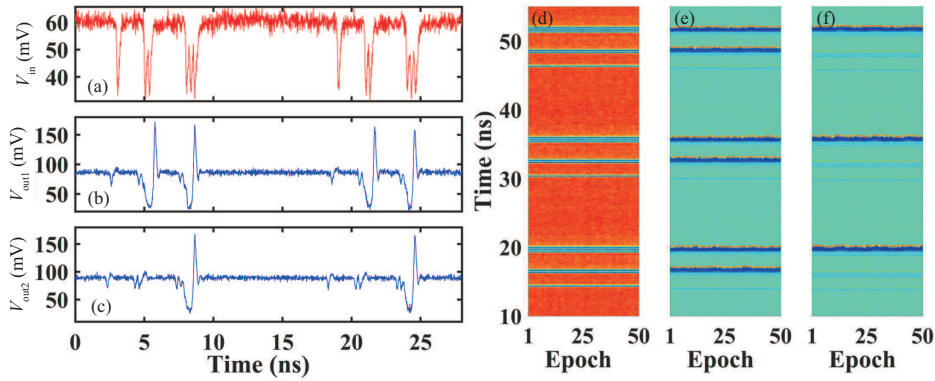 V_in (mV)
60
50
40
(a)
V_out1 (mV)
150
100
50
(b)
V_out2 (mV)
150
100
50
(c)
0 5 10 15 20 25
Time (ns)
(d) (e) (f)
Time (ns)
50
40
30
20
10
1 25 50 1 25 50 1 25 50
Epoch Epoch Epoch